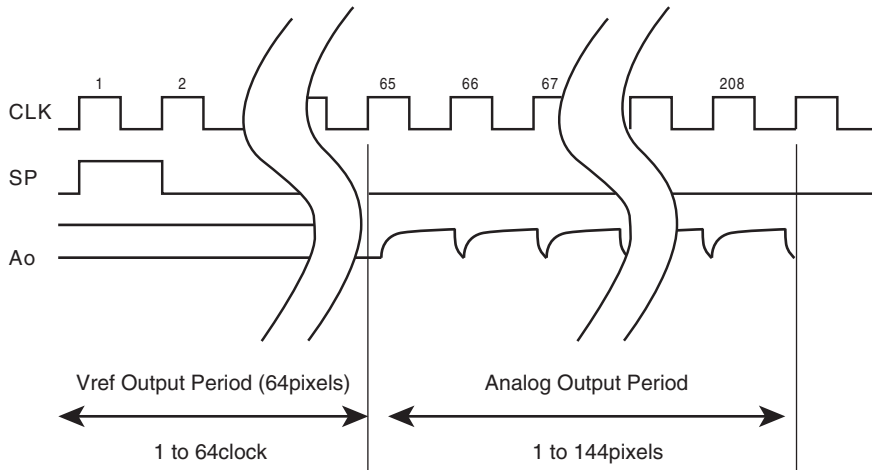 1 2 65 66 67 208
CLK
SP
Ao
Vref Output Period (64pixels) Analog Output Period
1 to 64clock 1 to 144pixels